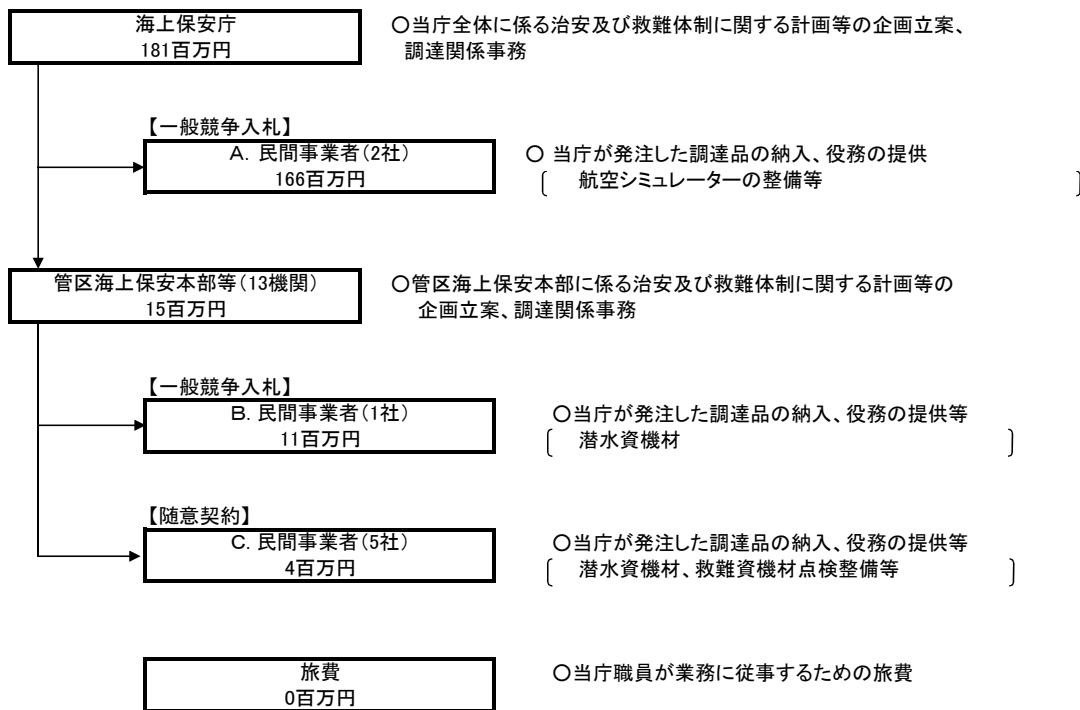 海上保安庁
181百万円
○当庁全体に係る治安及び救難体制に関する計画等の企画立案、
調達関係事務
【一般競争入札】
A. 民間事業者(2社)
166百万円
○ 当庁が発注した調達品の納入、役務の提供
航空シミュレーターの整備等
管区海上保安本部等(13機関)
15百万円
○管区海上保安本部に係る治安及び救難体制に関する計画等の
企画立案、調達関係事務
【一般競争入札】
B. 民間事業者(1社)
11百万円
○当庁が発注した調達品の納入、役務の提供等
潜水資機材
【随意契約】
C. 民間事業者(5社)
4百万円
○当庁が発注した調達品の納入、役務の提供等
潜水資機材、救難資機材点検整備等
旅費
0百万円
○当庁職員が業務に従事するための旅費